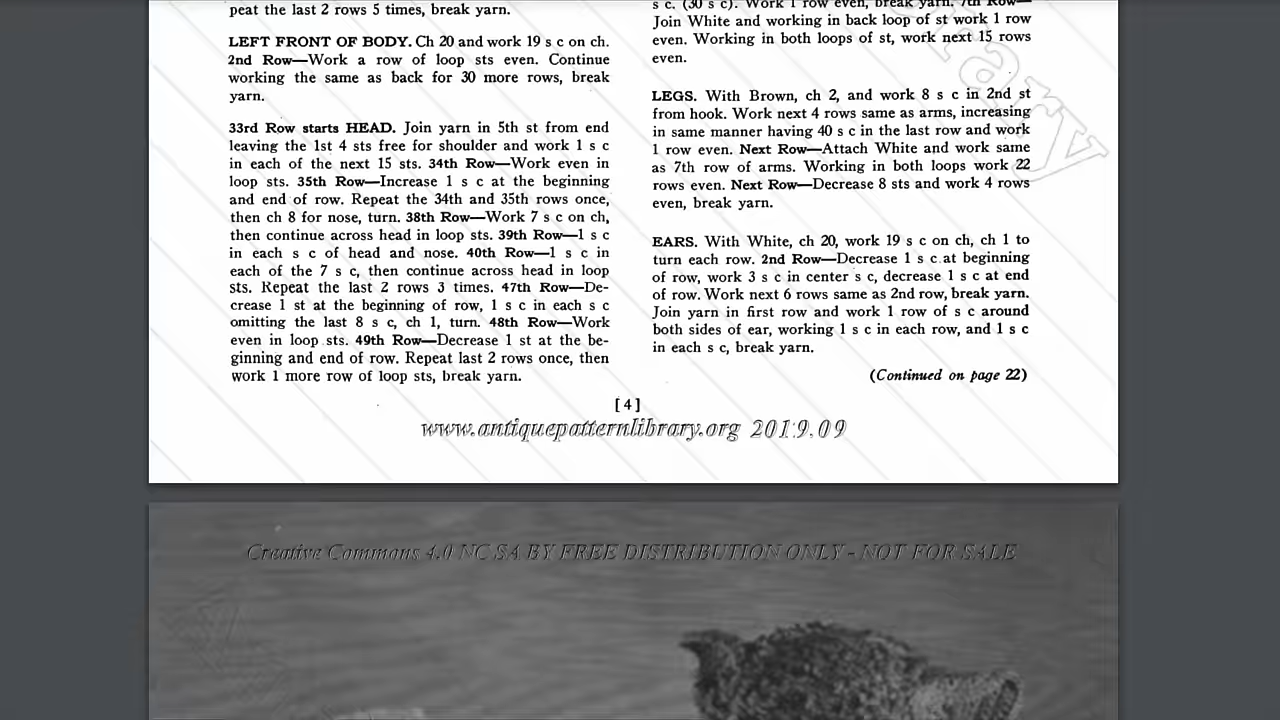 peat the last 2 rows 5 times, break yarn.
LEFT FRONT OF BODY. Ch 20 and work 19 s c on ch.
2nd Row—Work a row of loop sts even. Continue
working the same as back for 30 more rows, break
yarn.
33rd Row starts HEAD. Join yarn in 5th st from end
leaving the 1st 4 sts free for shoulder and work 1 s c
in each of the next 15 sts. 34th Row—Work even in
loop sts. 35th Row—Increase 1 s c at the beginning
and end of row. Repeat the 34th and 35th rows once,
then ch 8 for nose, turn. 38th Row—Work 7 s c on ch,
then continue across head in loop sts. 39th Row—1 s c
in each s c of head and nose. 40th Row—1 s c in
each of the 7 s c, then continue across head in loop
sts. Repeat the last 2 rows 3 times. 47th Row—De-
crease 1 st at the beginning of row, 1 s c in each s c
omitting the last 8 s c, ch 1, turn. 48th Row—Work
even in loop sts. 49th Row—Decrease 1 st at the be-
ginning and end of row. Repeat last 2 rows once, then
work 1 more row of loop sts, break yarn.
s c. (30 s c). Work 1 row even, break yarn. 7th Row—
Join White and working in back loop of st work 1 row
even. Working in both loops of st, work next 15 rows
even.
LEGS. With Brown, ch 2, and work 8 s c in 2nd st
from hook. Work next 4 rows same as arms, increasing
in same manner having 40 s c in the last row and work
1 row even. Next Row—Attach White and work same
as 7th row of arms. Working in both loops work 22
rows even. Next Row—Decrease 8 sts and work 4 rows
even, break yarn.
EARS. With White, ch 20, work 19 s c on ch, ch 1 to
turn each row. 2nd Row—Decrease 1 s c at beginning
of row, work 3 s c in center s c, decrease 1 s c at end
of row. Work next 6 rows same as 2nd row, break yarn.
Join yarn in first row and work 1 row of s c around
both sides of ear, working 1 s c in each row, and 1 s c
in each s c, break yarn.
(Continued on page 22)
[4]
www.antiquepatternlibrary.org 2019.09
Creative Commons 4.0 NC SA BY FREE DISTRIBUTION ONLY - NOT FOR SALE